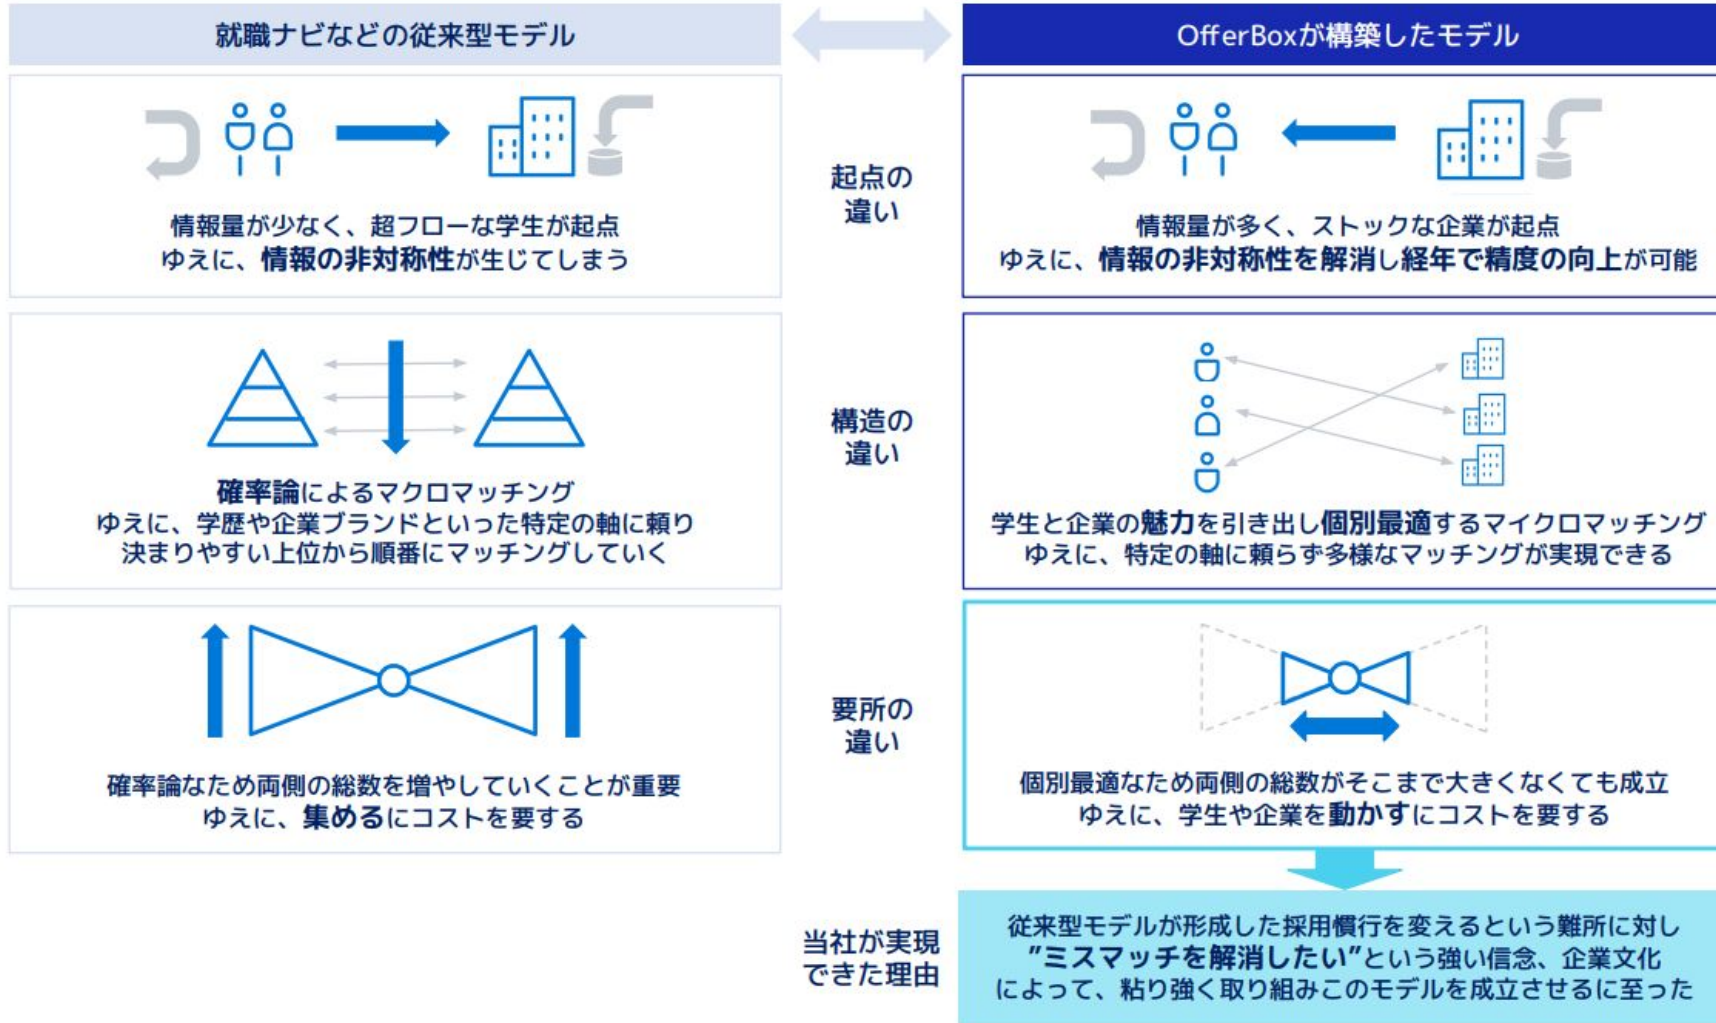 就職ナビなどの従来型モデル
OfferBoxが構築したモデル
情報量が少なく、超フローな学生が起点
ゆえに、情報の非対称性が生じてしまう
起点の
違い
情報量が多く、ストックな企業が起点
ゆえに、情報の非対称性を解消し経年で精度の向上が可能
確率論によるマクロマッチング
ゆえに、学歴や企業ブランドといった特定の軸に頼り
決まりやすい上位から順番にマッチングしていく
構造の
違い
学生と企業の魅力を引き出し個別最適するマイクロマッチング
ゆえに、特定の軸に頼らず多様なマッチングが実現できる
確率論なため両側の総数を増やしていくことが重要
ゆえに、集めるにコストを要する
要所の
違い
個別最適なため両側の総数がそこまで大きくなくても成立
ゆえに、学生や企業を動かすにコストを要する
当社が実現
できた理由
従来型モデルが形成した採用慣行を変えるという難所に対し
”ミスマッチを解消したい”という強い信念、企業文化
によって、粘り強く取り組みこのモデルを成立させるに至った